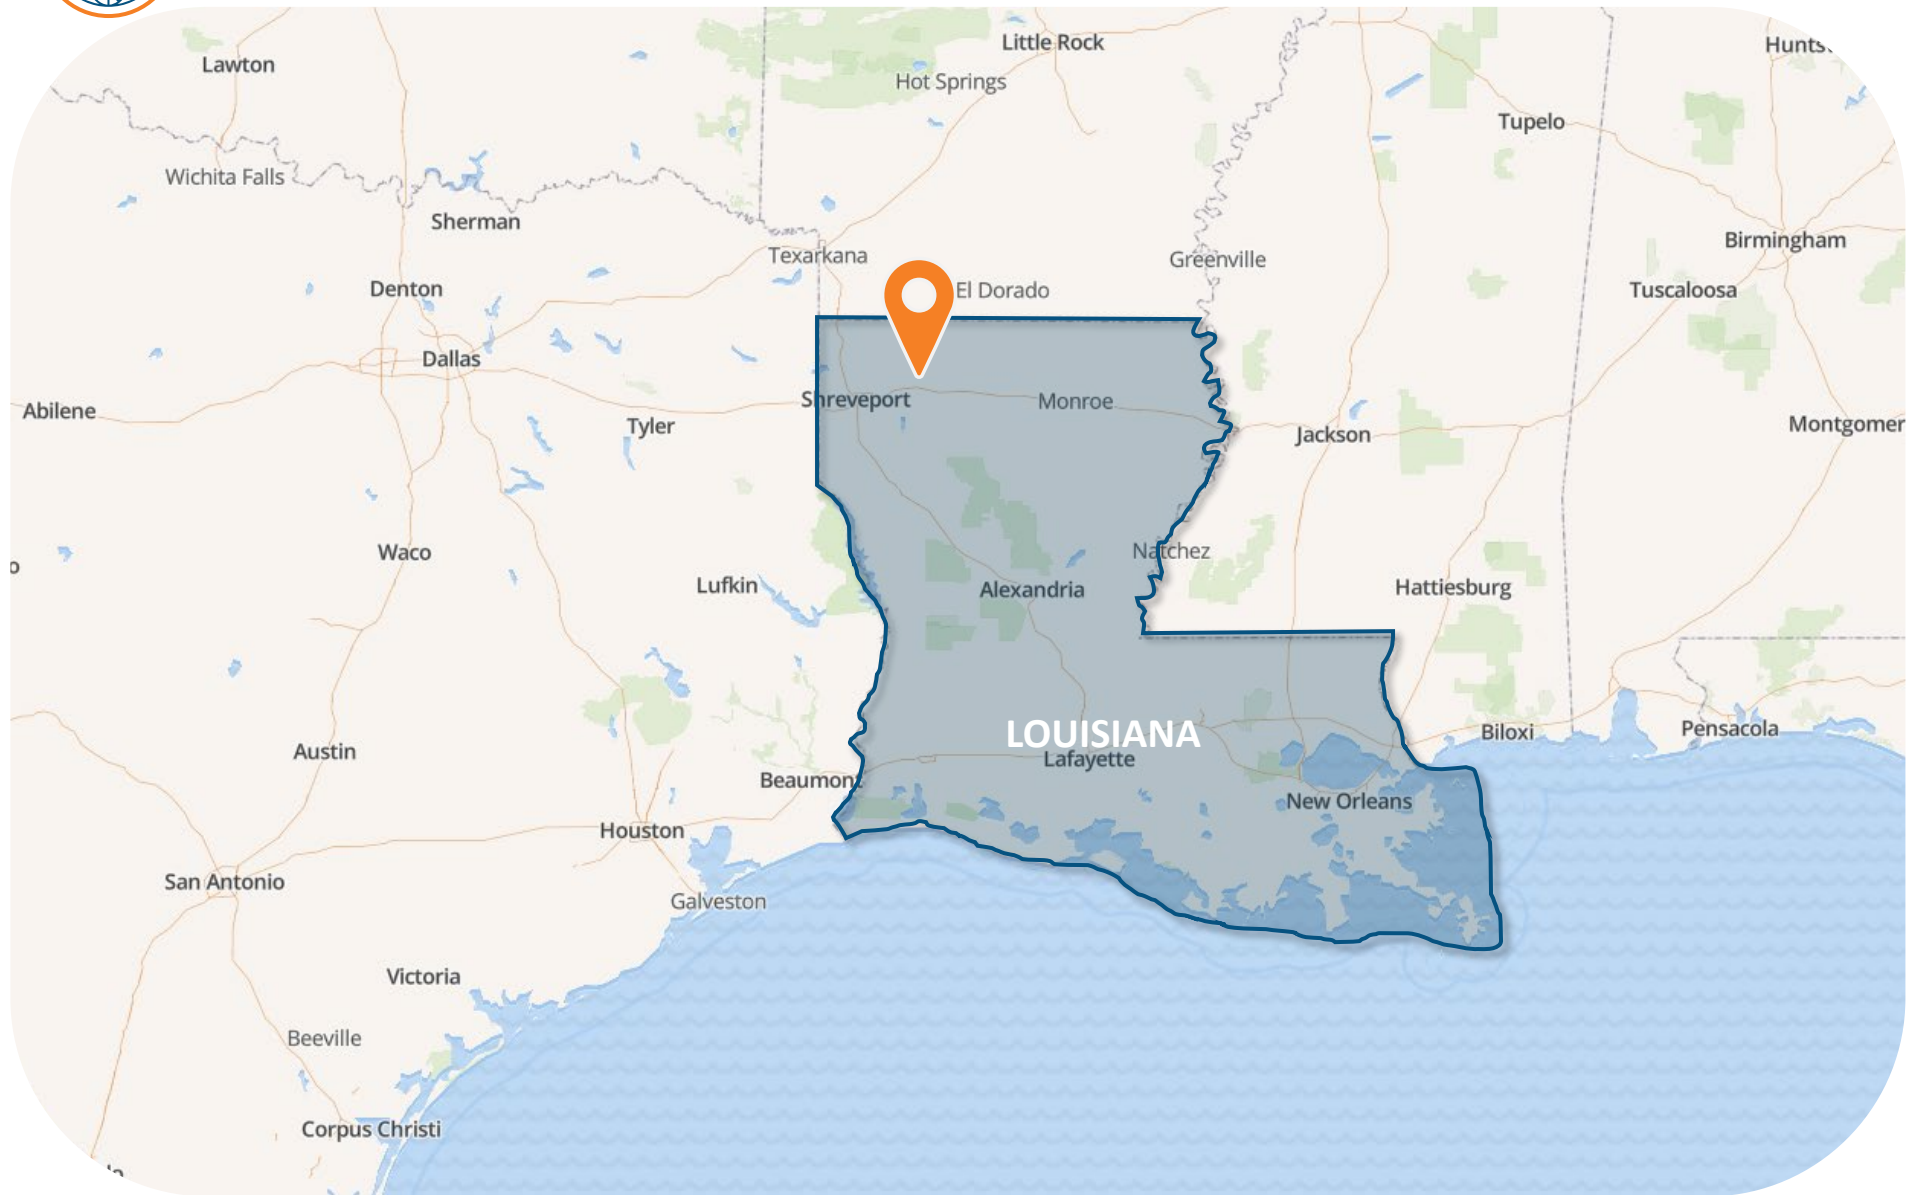 Little Rock
Hunts
Lawton
Hot Springs
Tupelo
Wichita Falls
Sherman
Birmingham
Texarkana
Greenville
Denton
El Dorado
Tuscaloosa
Dallas
Shreveport
Monroe
Abilene
Tyler
Jackson
Montgomer
Waco
Natchez
Lufkin
Alexandria
Hattiesburg
LOUISIANA
Biloxi
Pensacola
Austin
Lafayette
Beaumont
New Orleans
Houston
San Antonio
Galveston
Victoria
Beeville
Corpus Christi